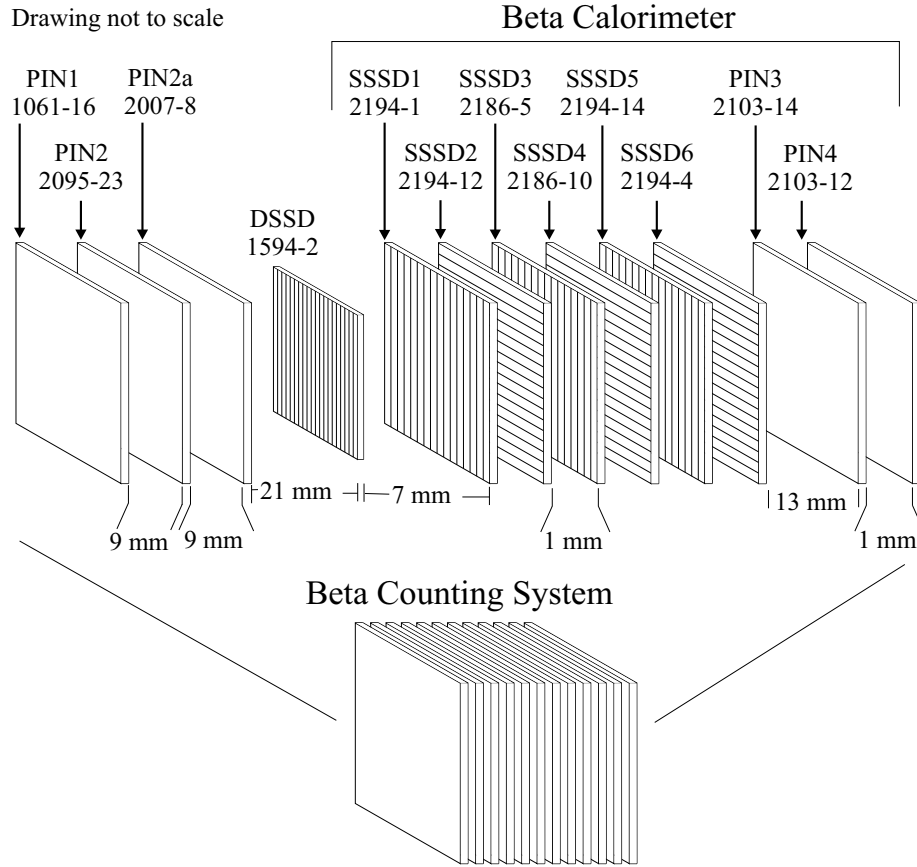 Drawing not to scale
Beta Calorimeter
PIN1
1061-16
PIN2a
2007-8
SSSD1
2194-1
SSSD3
2186-5
SSSD5
2194-14
PIN3
2103-14
PIN2
2095-23
SSSD2
2194-12
SSSD4
2186-10
SSSD6
2194-4
PIN4
2103-12
DSSD
1594-2
21 mm
7 mm
13 mm
9 mm
9 mm
1 mm
1 mm
Beta Counting System